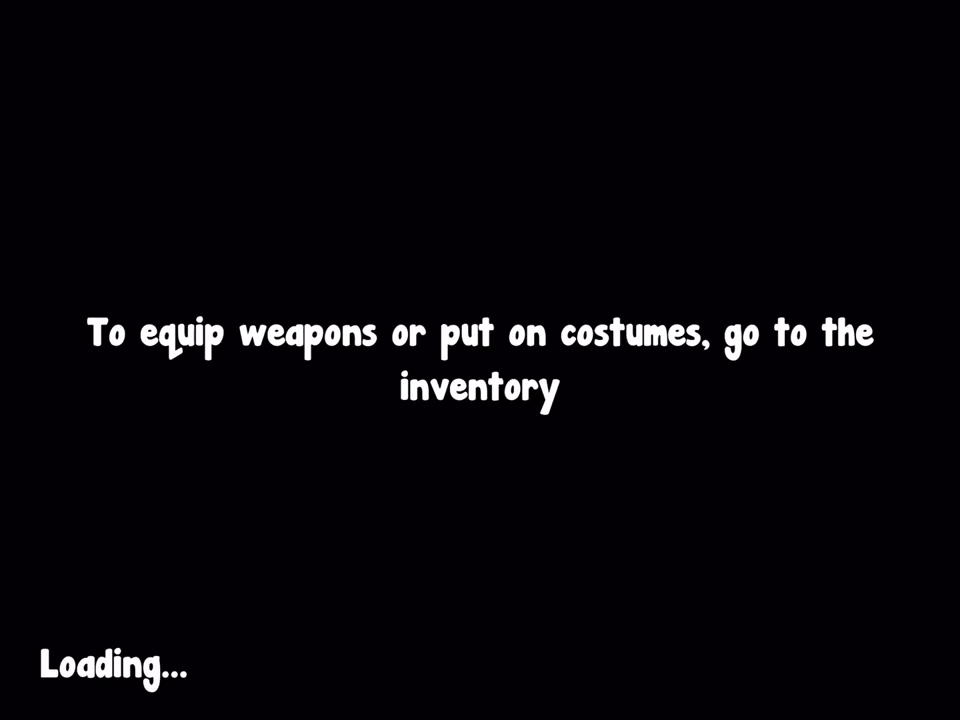 To equip weapons or put on costumes, go to the
inventory
Loading...